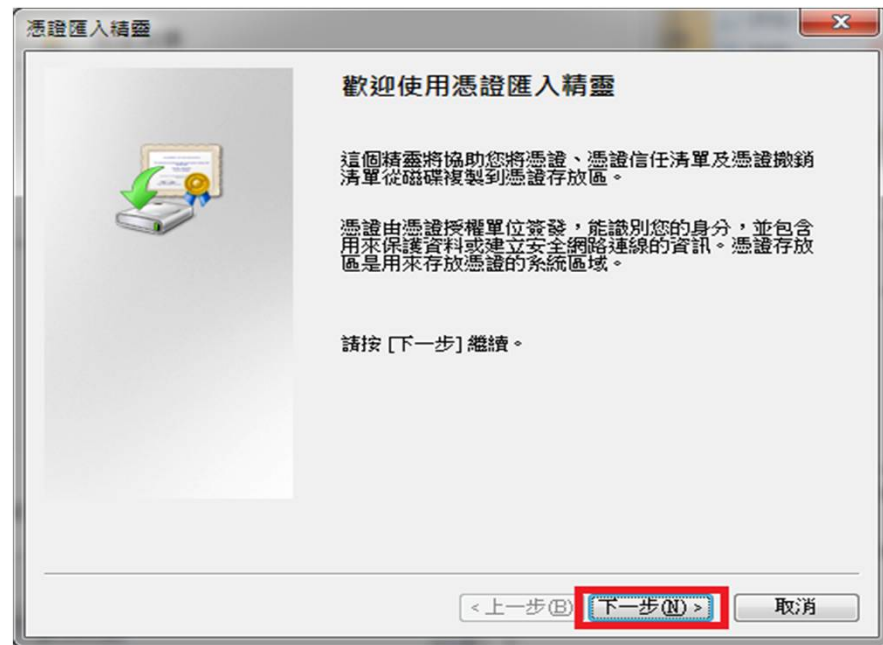 憑證匯入精靈
歡迎使用憑證匯入精靈
這個精靈將協助您將憑證、憑證信任清單及憑證撤銷
清單從磁碟複製到憑證存放區。
憑證由憑證授權單位簽發，能識別您的身分，並包含
用來保護資料或建立安全網路連線的資訊。憑證存放
區是用來存放憑證的系統區域。
請按 [下一步] 繼續。
< 上一步(B) 下一步(N) > 取消